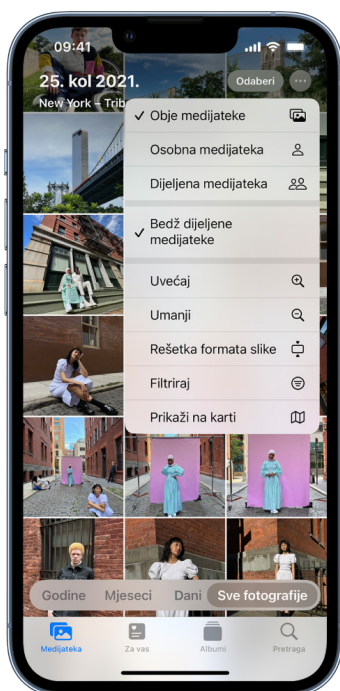 09:41
25. kol 2021.
Odaberi
New York – Trib
Obje medijateke
Osobna medijateka
Dijeljena medijateka
Bedž dijeljene
medijateke
Uvećaj
Umanji
Rešetka formata slike
Filtriraj
Prikaži na karti
Godine Mjeseci Dani Sve fotografije
Medijateka Za vas Albumi Pretraga